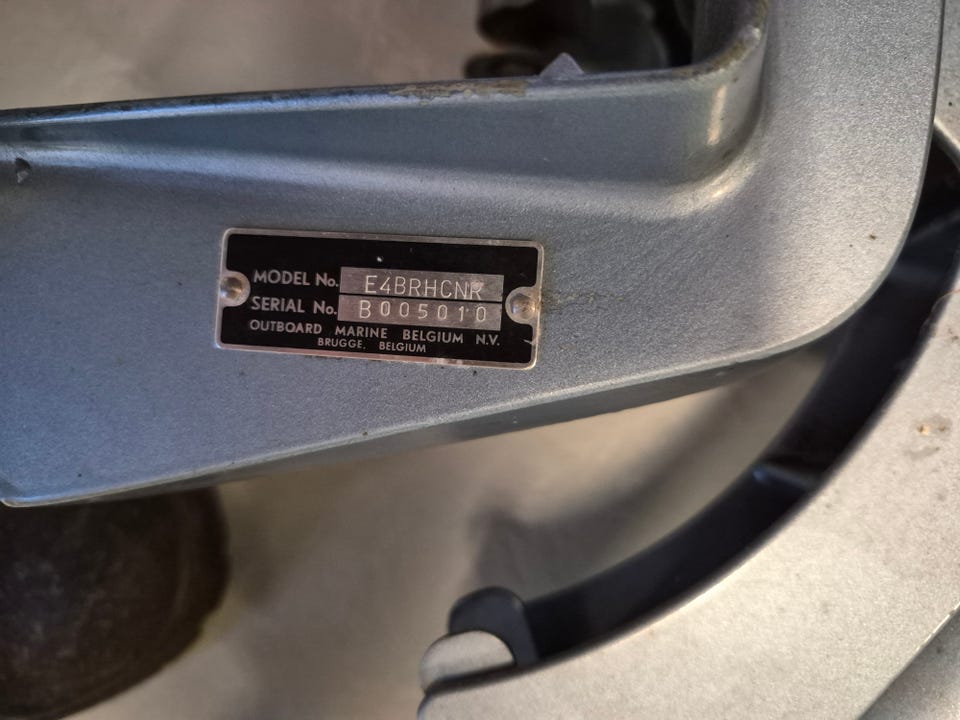 MODEL No. E4BRHCNR
SERIAL No. B005010
OUTBOARD MARINE BELGIUM N.V.
BRUGGE, BELGIUM